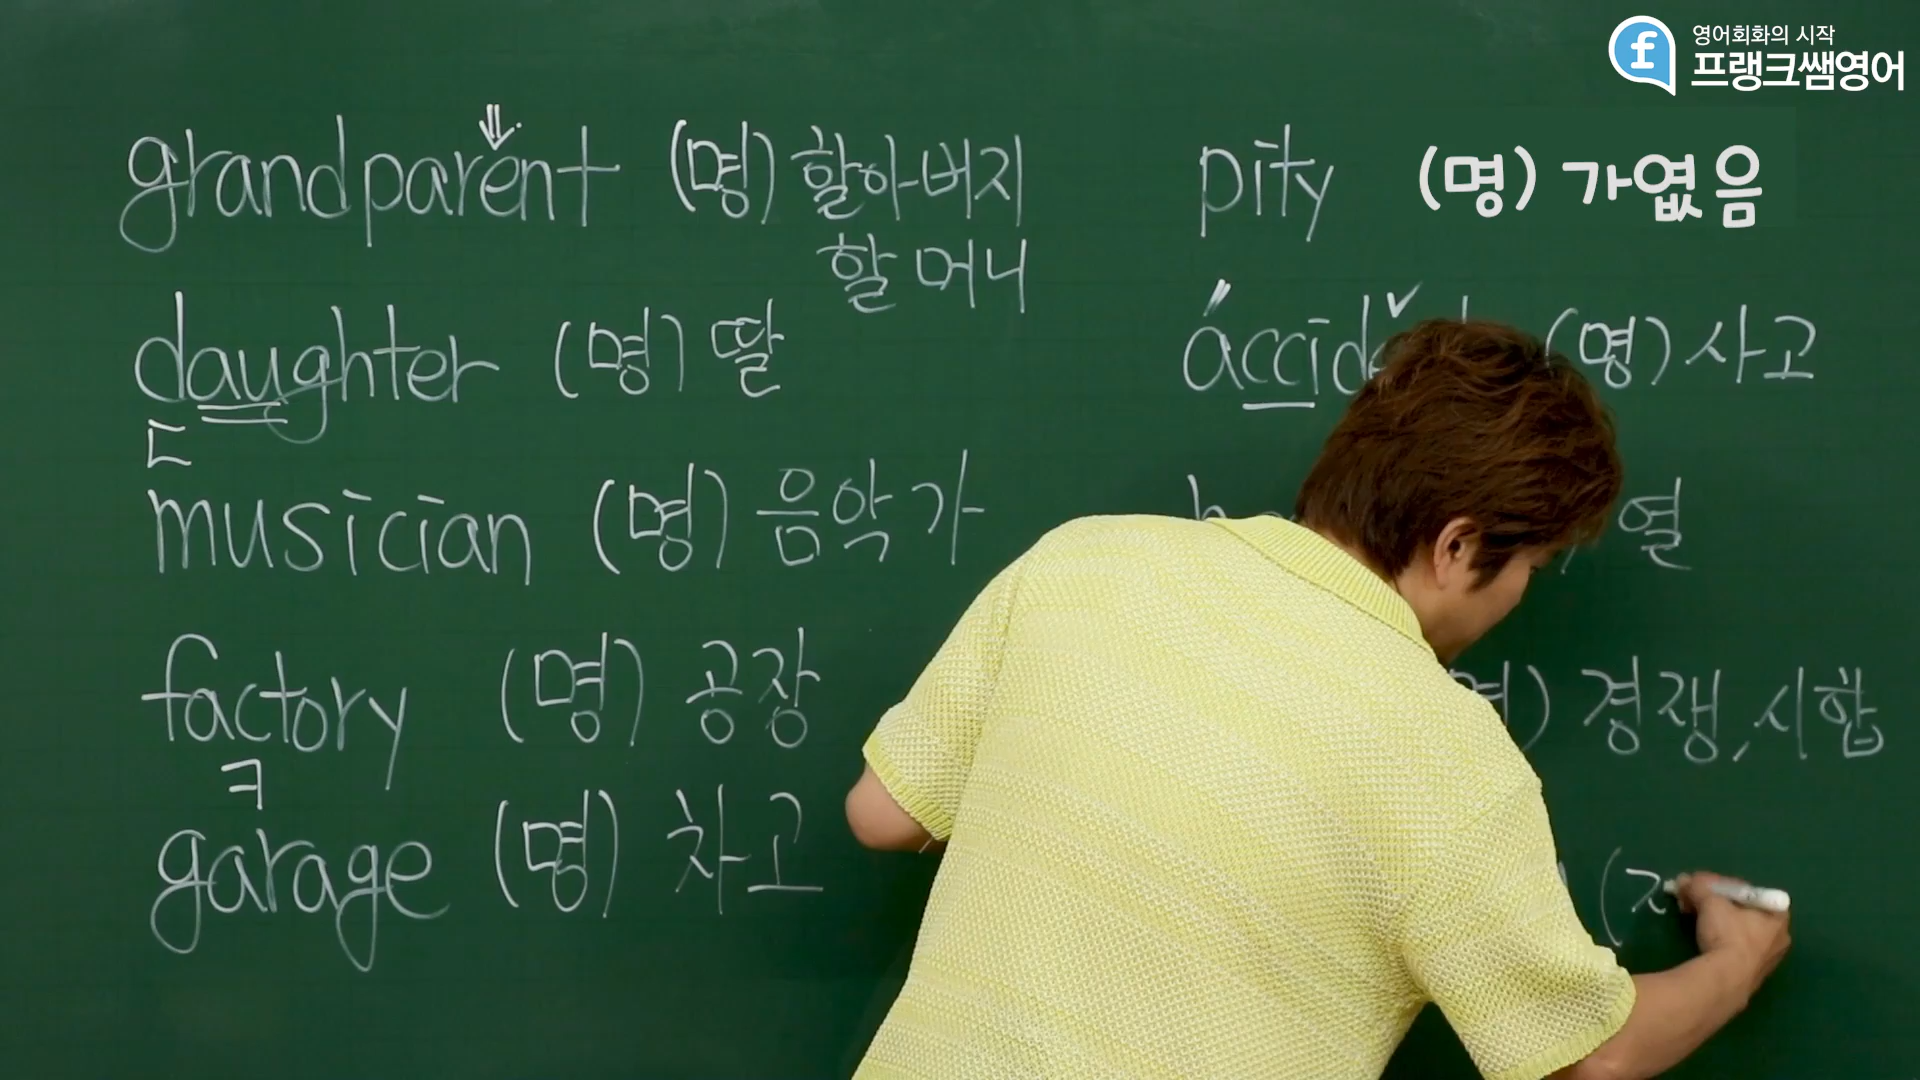 영어회화의 시작
프랭크쌤영어
grandparent (명) 할아버지
할머니
daughter (명) 딸
ㄷ
musician (명) 음악가
factory (명) 공장
ㅋ
garage (명) 차고
pity (명) 가엾음
(명) 사고
열
경쟁, 시합